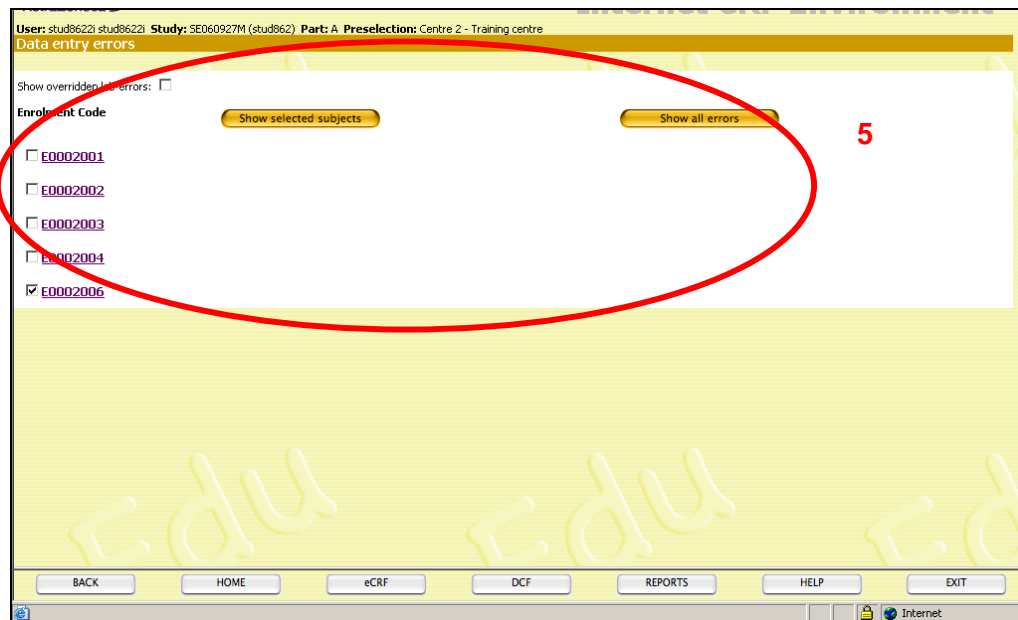 User: stud8622i stud8622i Study: SE060927M (stud862) Part: A Preselection: Centre 2 - Training centre
Data entry errors
Show overridden lab errors:
Enrolment Code
Show selected subjects
Show all errors
5
E0002001
E0002002
E0002003
E0002004
E0002006
Edu
Edu
BACK
HOME
eCRF
DCF
REPORTS
HELP
EXIT
Internet